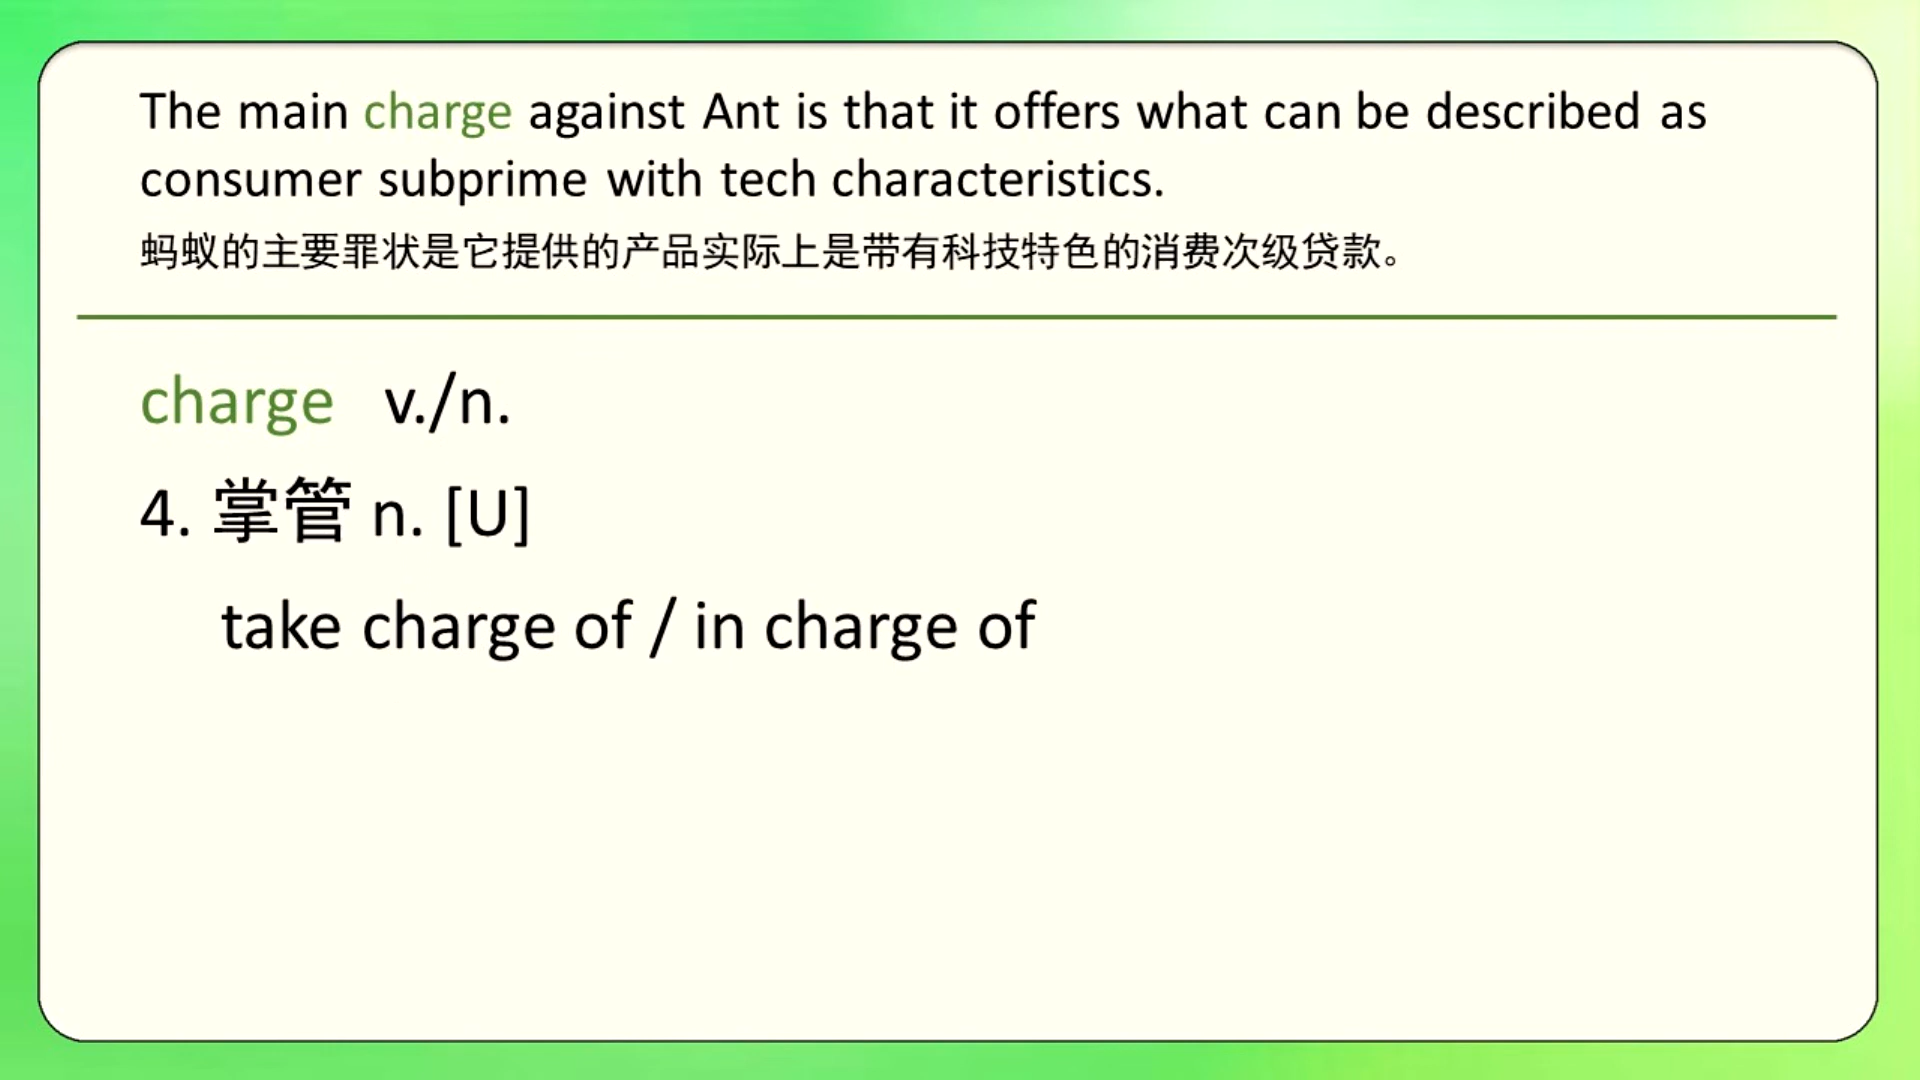 The main charge against Ant is that it offers what can be described as
consumer subprime with tech characteristics.
蚂蚁的主要罪状是它提供的产品实际上是带有科技特色的消费次级贷款。
charge v./n.
4. 掌管 n. [U]
take charge of / in charge of